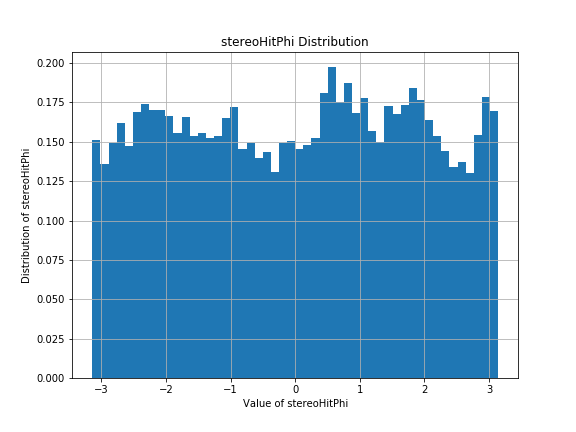 stereoHitPhi Distribution
0.200
0.175
0.150
0.125
0.100
0.075
0.050
0.025
0.000
Distribution of stereoHitPhi
−3 −2 −1 0 1 2 3
Value of stereoHitPhi